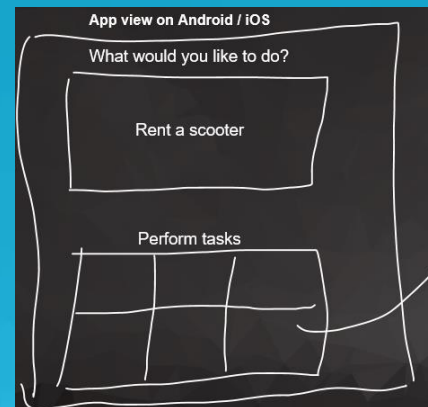 App view on Android / iOS
What would you like to do?
Rent a scooter
Perform tasks